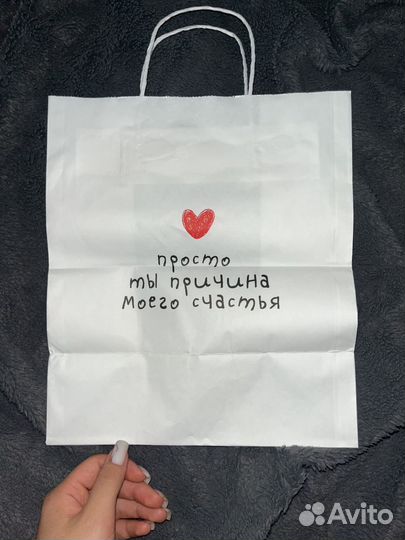 просто
ты причина
моего счастья
Avito